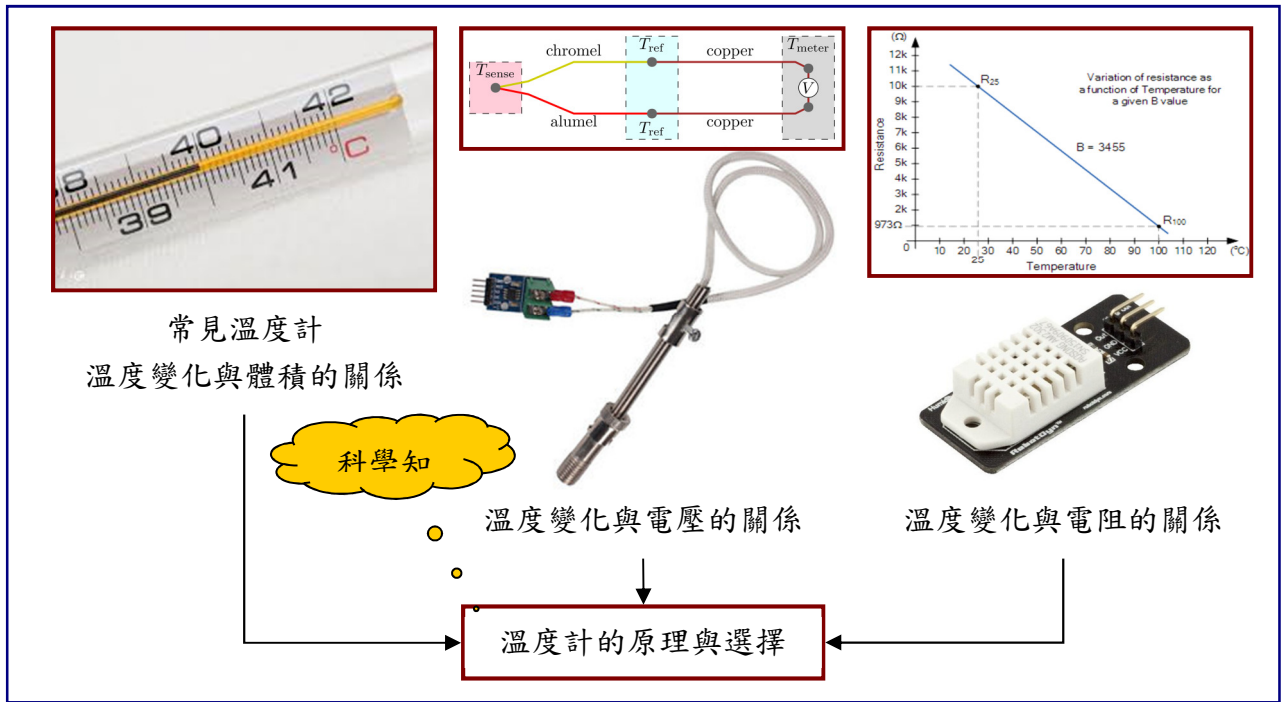 38
39
40
41
42
°C
T_sense
chromel
alumel
T_ref
T_ref
copper
copper
T_meter
V
(Ω)
12k
11k
10k
9k
8k
7k
6k
5k
4k
3k
2k
973Ω
0
Resistance
R₂₅
Variation of resistance as
a function of Temperature for
a given B value
B = 3455
R₁₀₀
10 20 30 40 50 60 70 80 90 100 110 120 (°C)
25
Temperature
常見溫度計
溫度變化與體積的關係
科學知
溫度變化與電壓的關係
Out
GND
VCC
RobotDyn
溫度變化與電阻的關係
溫度計的原理與選擇